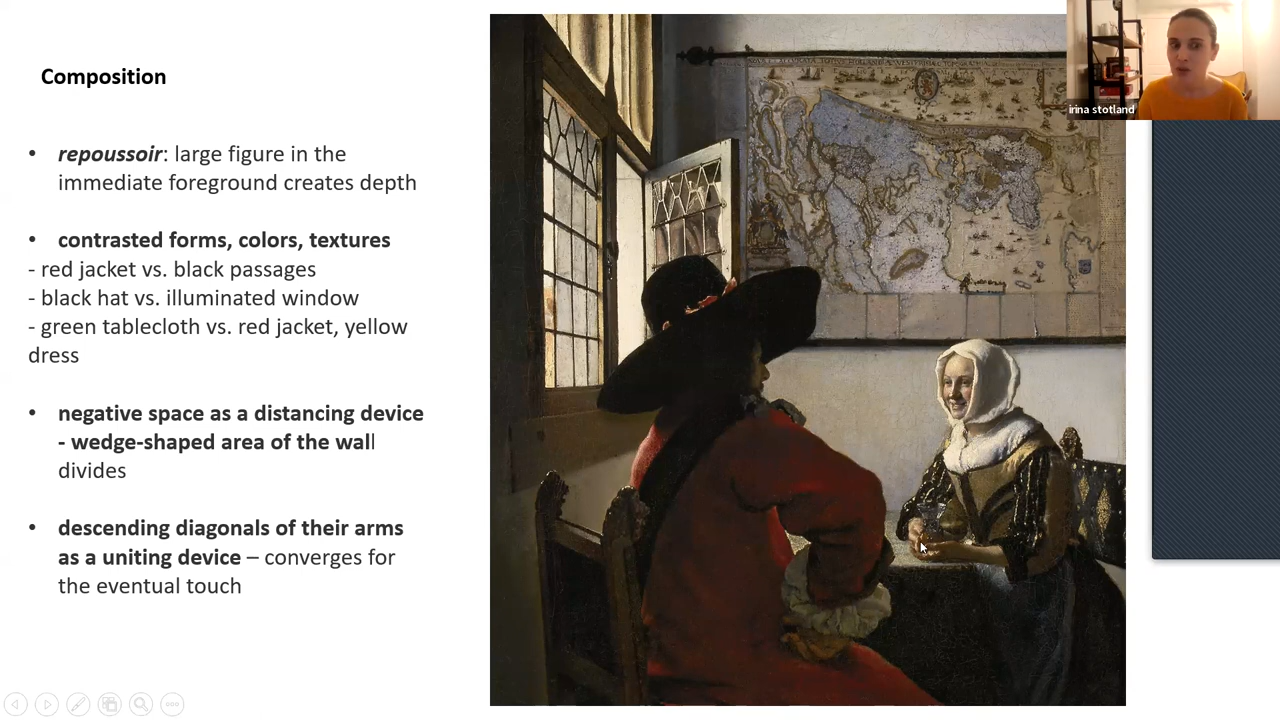 Composition
• repoussoir: large figure in the
immediate foreground creates depth
• contrasted forms, colors, textures
- red jacket vs. black passages
- black hat vs. illuminated window
- green tablecloth vs. red jacket, yellow
dress
• negative space as a distancing device
- wedge-shaped area of the wall
divides
• descending diagonals of their arms
as a uniting device – converges for
the eventual touch
irina stotland